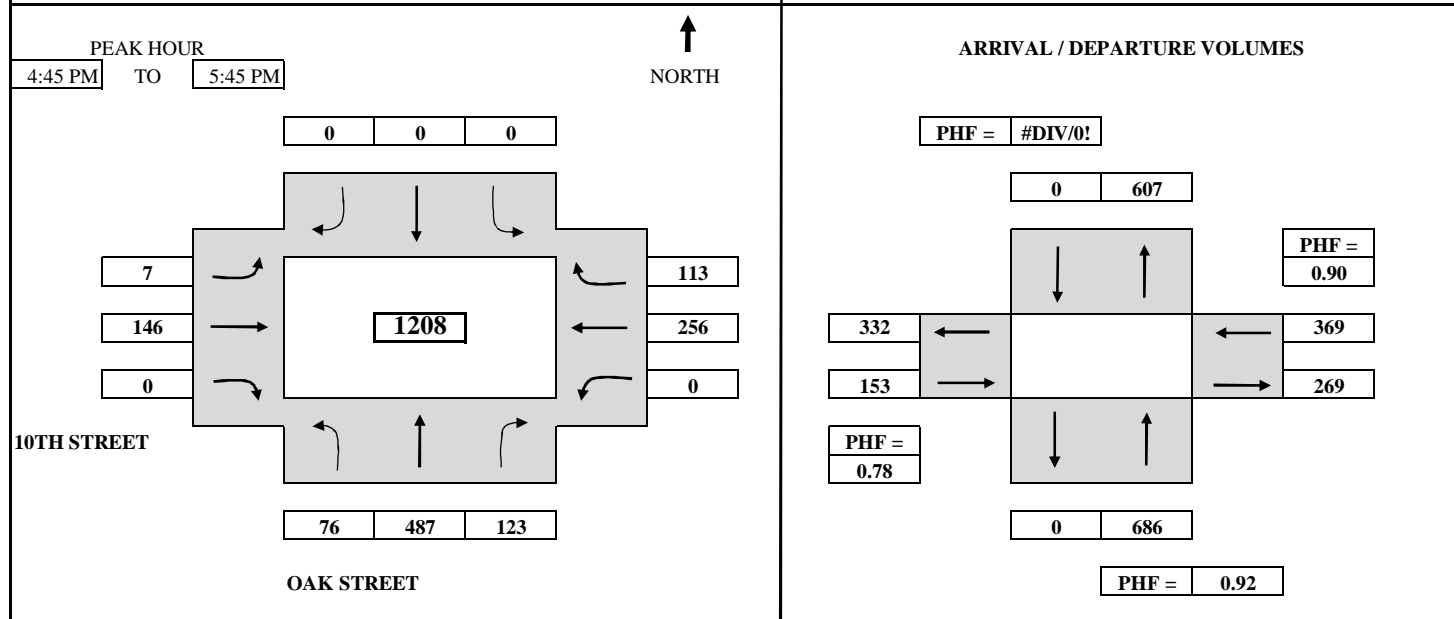 PEAK HOUR
4:45 PM TO 5:45 PM
NORTH
0 0 0
7
146
0
1208
113
256
0
10TH STREET
76 487 123
OAK STREET
ARRIVAL / DEPARTURE VOLUMES
PHF = #DIV/0!
0 607
PHF =
0.90
332 369
153 269
PHF =
0.78
0 686
PHF = 0.92